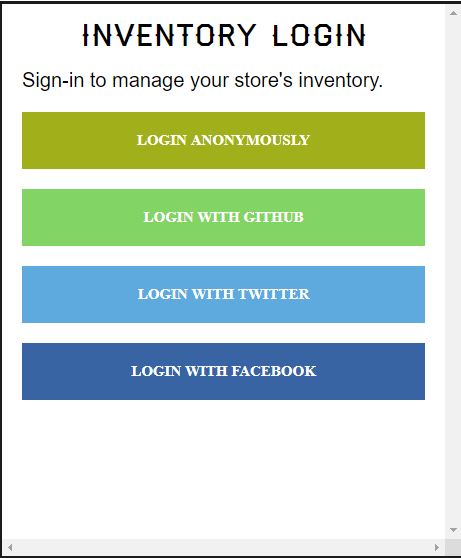 INVENTORY LOGIN
Sign-in to manage your store's inventory.
LOGIN ANONYMOUSLY
LOGIN WITH GITHUB
LOGIN WITH TWITTER
LOGIN WITH FACEBOOK